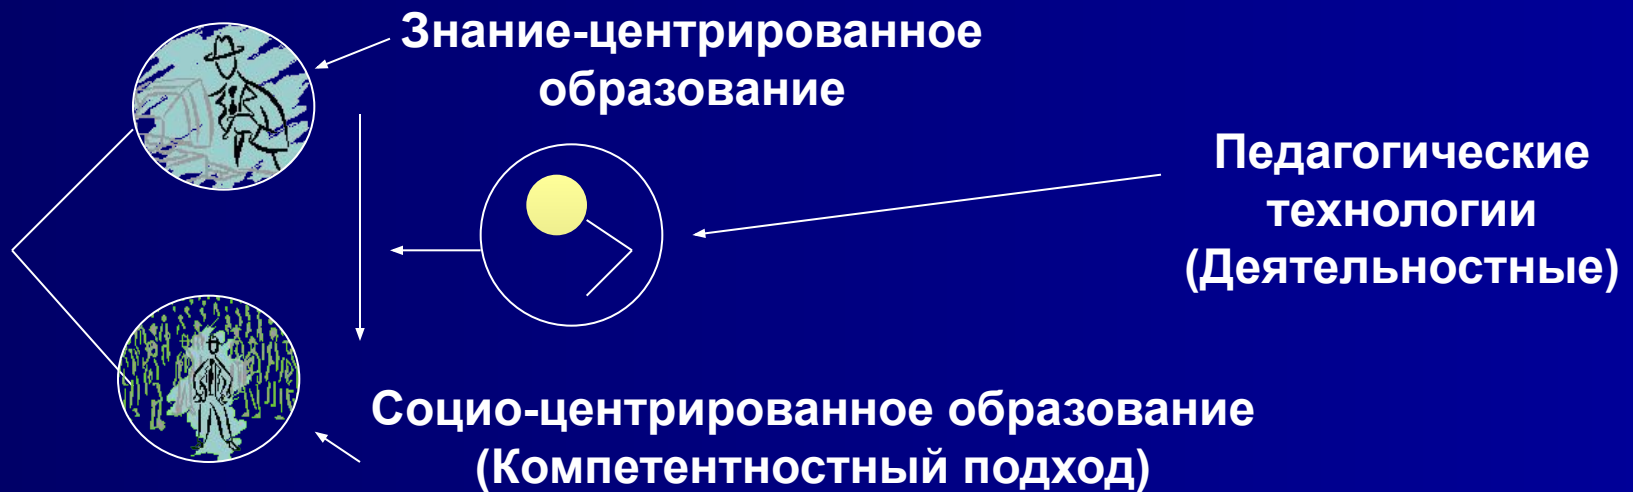 Знание-центрированное
образование
Педагогические
технологии
(Деятельностные)
Социо-центрированное образование
(Компетентностный подход)